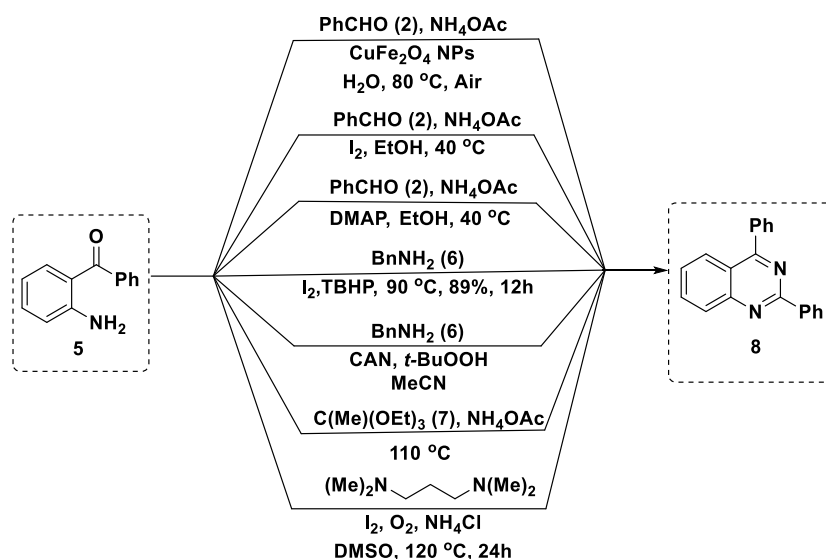 PhCHO (2), NH₄OAc
CuFe₂O₄ NPs
H₂O, 80 °C, Air
PhCHO (2), NH₄OAc
I₂, EtOH, 40 °C
PhCHO (2), NH₄OAc
DMAP, EtOH, 40 °C
BnNH₂ (6)
I₂,TBHP, 90 °C, 89%, 12h
BnNH₂ (6)
CAN, t-BuOOH
MeCN
C(Me)(OEt)₃ (7), NH₄OAc
110 °C
(Me)₂N N(Me)₂
I₂, O₂, NH₄Cl
DMSO, 120 °C, 24h
O
Ph
NH₂
5
Ph
N
N
Ph
8